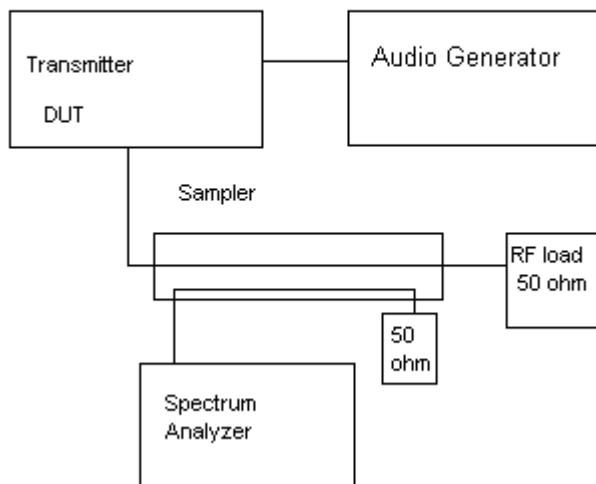 Transmitter
DUT
Audio Generator
Sampler
RF load
50 ohm
50
ohm
Spectrum
Analyzer